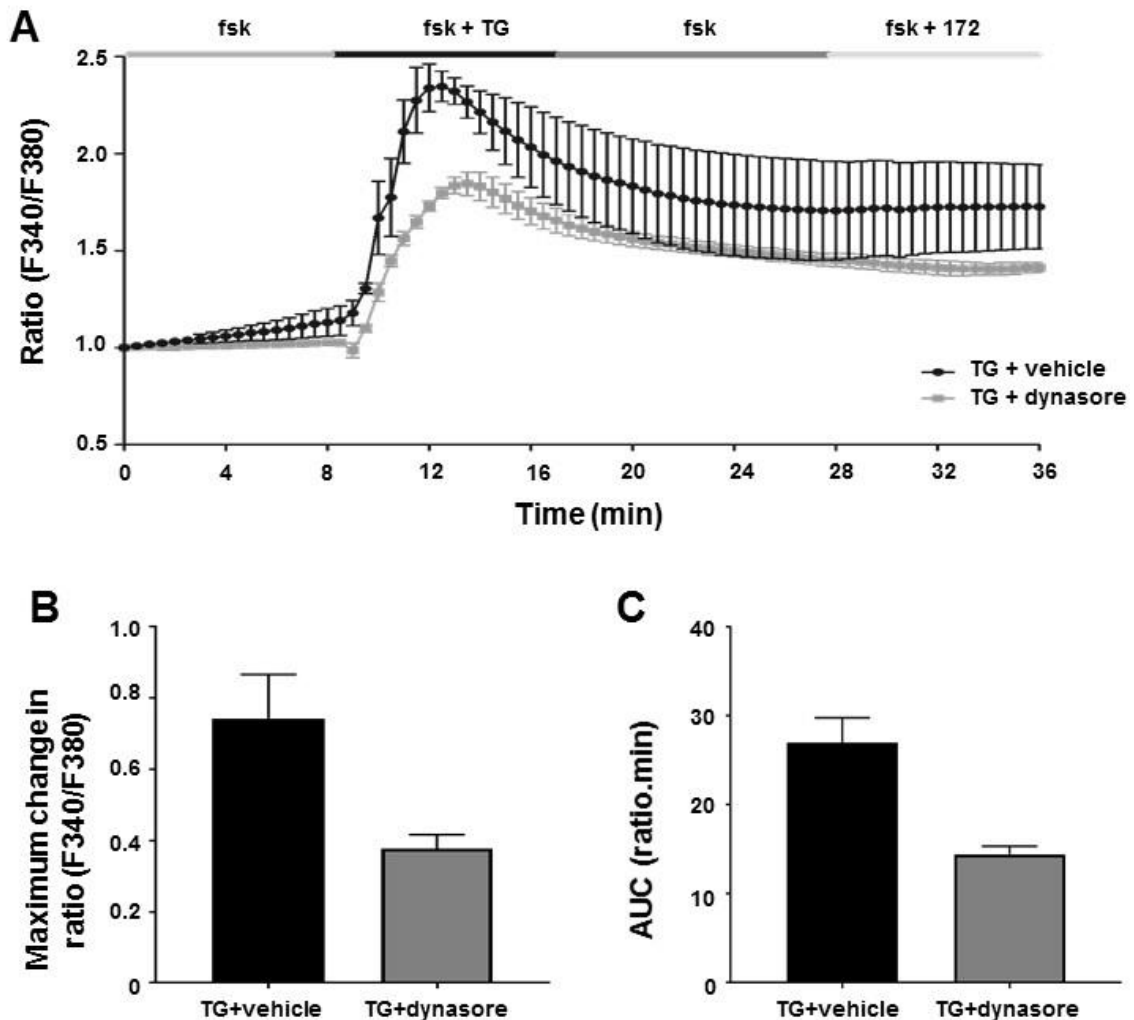 A
fsk fsk + TG fsk fsk + 172
Ratio (F340/F380)
2.5
2.0
1.5
1.0
0.5
TG + vehicle
TG + dynasore
0 4 8 12 16 20 24 28 32 36
Time (min)
B
Maximum change in
ratio (F340/F380)
1.0
0.8
0.6
0.4
0.2
0
TG+vehicle TG+dynasore
C
AUC (ratio.min)
40
30
20
10
0
TG+vehicle TG+dynasore